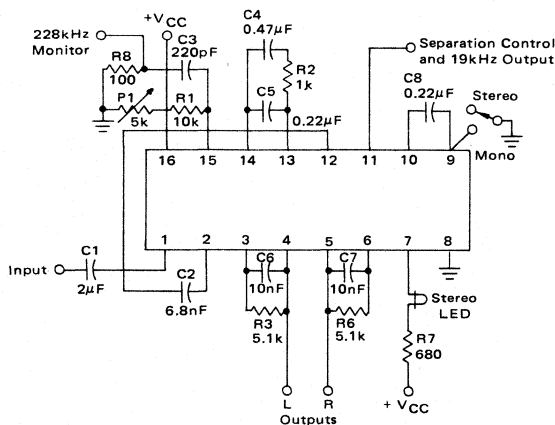 228kHz
Monitor
+VCC
C3
220pF
C4
0.47µF
R8
100
P1
5k
R1
10k
R2
1k
C5
0.22µF
Separation Control
and 19kHz Output
C8
0.22µF
Stereo
Mono
16 15 14 13 12 11 10 9
1 2 3 4 5 6 7 8
Input
C1
2µF
C2
6.8nF
C6
10nF
R3
5.1k
C7
10nF
R6
5.1k
Stereo
LED
R7
680
L R
Outputs
+ VCC